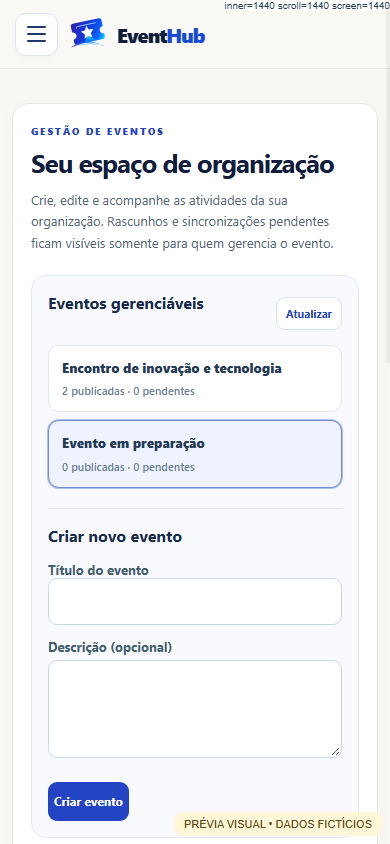 inner=1440 scroll=1440 screen=1440
EventHub
GESTÃO DE EVENTOS
Seu espaço de organização
Crie, edite e acompanhe as atividades da sua
organização. Rascunhos e sincronizações pendentes
ficam visíveis somente para quem gerencia o evento.
Eventos gerenciáveis
Atualizar
Encontro de inovação e tecnologia
2 publicadas · 0 pendentes
Evento em preparação
0 publicadas · 0 pendentes
Criar novo evento
Título do evento
Descrição (opcional)
Criar evento
PRÉVIA VISUAL • DADOS FICTÍCIOS